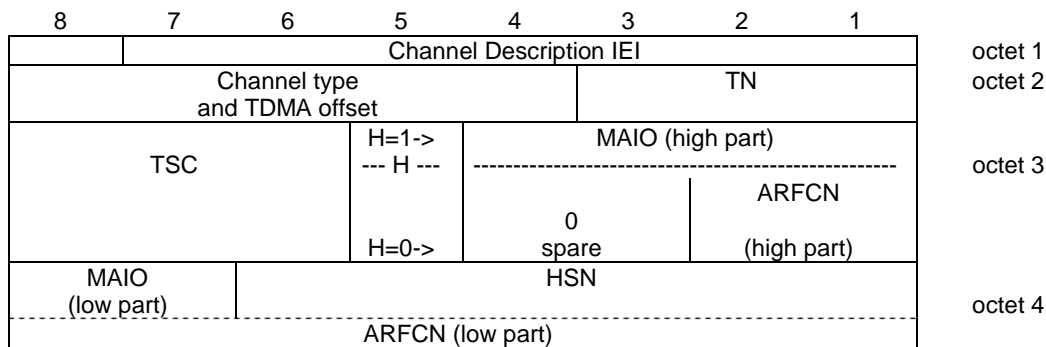 8 7 6 5 4 3 2 1
Channel Description IEI octet 1
Channel type TN octet 2
and TDMA offset
H=1-> MAIO (high part)
TSC --- H --- ----------------------------------------------------- octet 3
ARFCN
0
H=0-> spare (high part)
MAIO HSN
(low part) octet 4
ARFCN (low part)